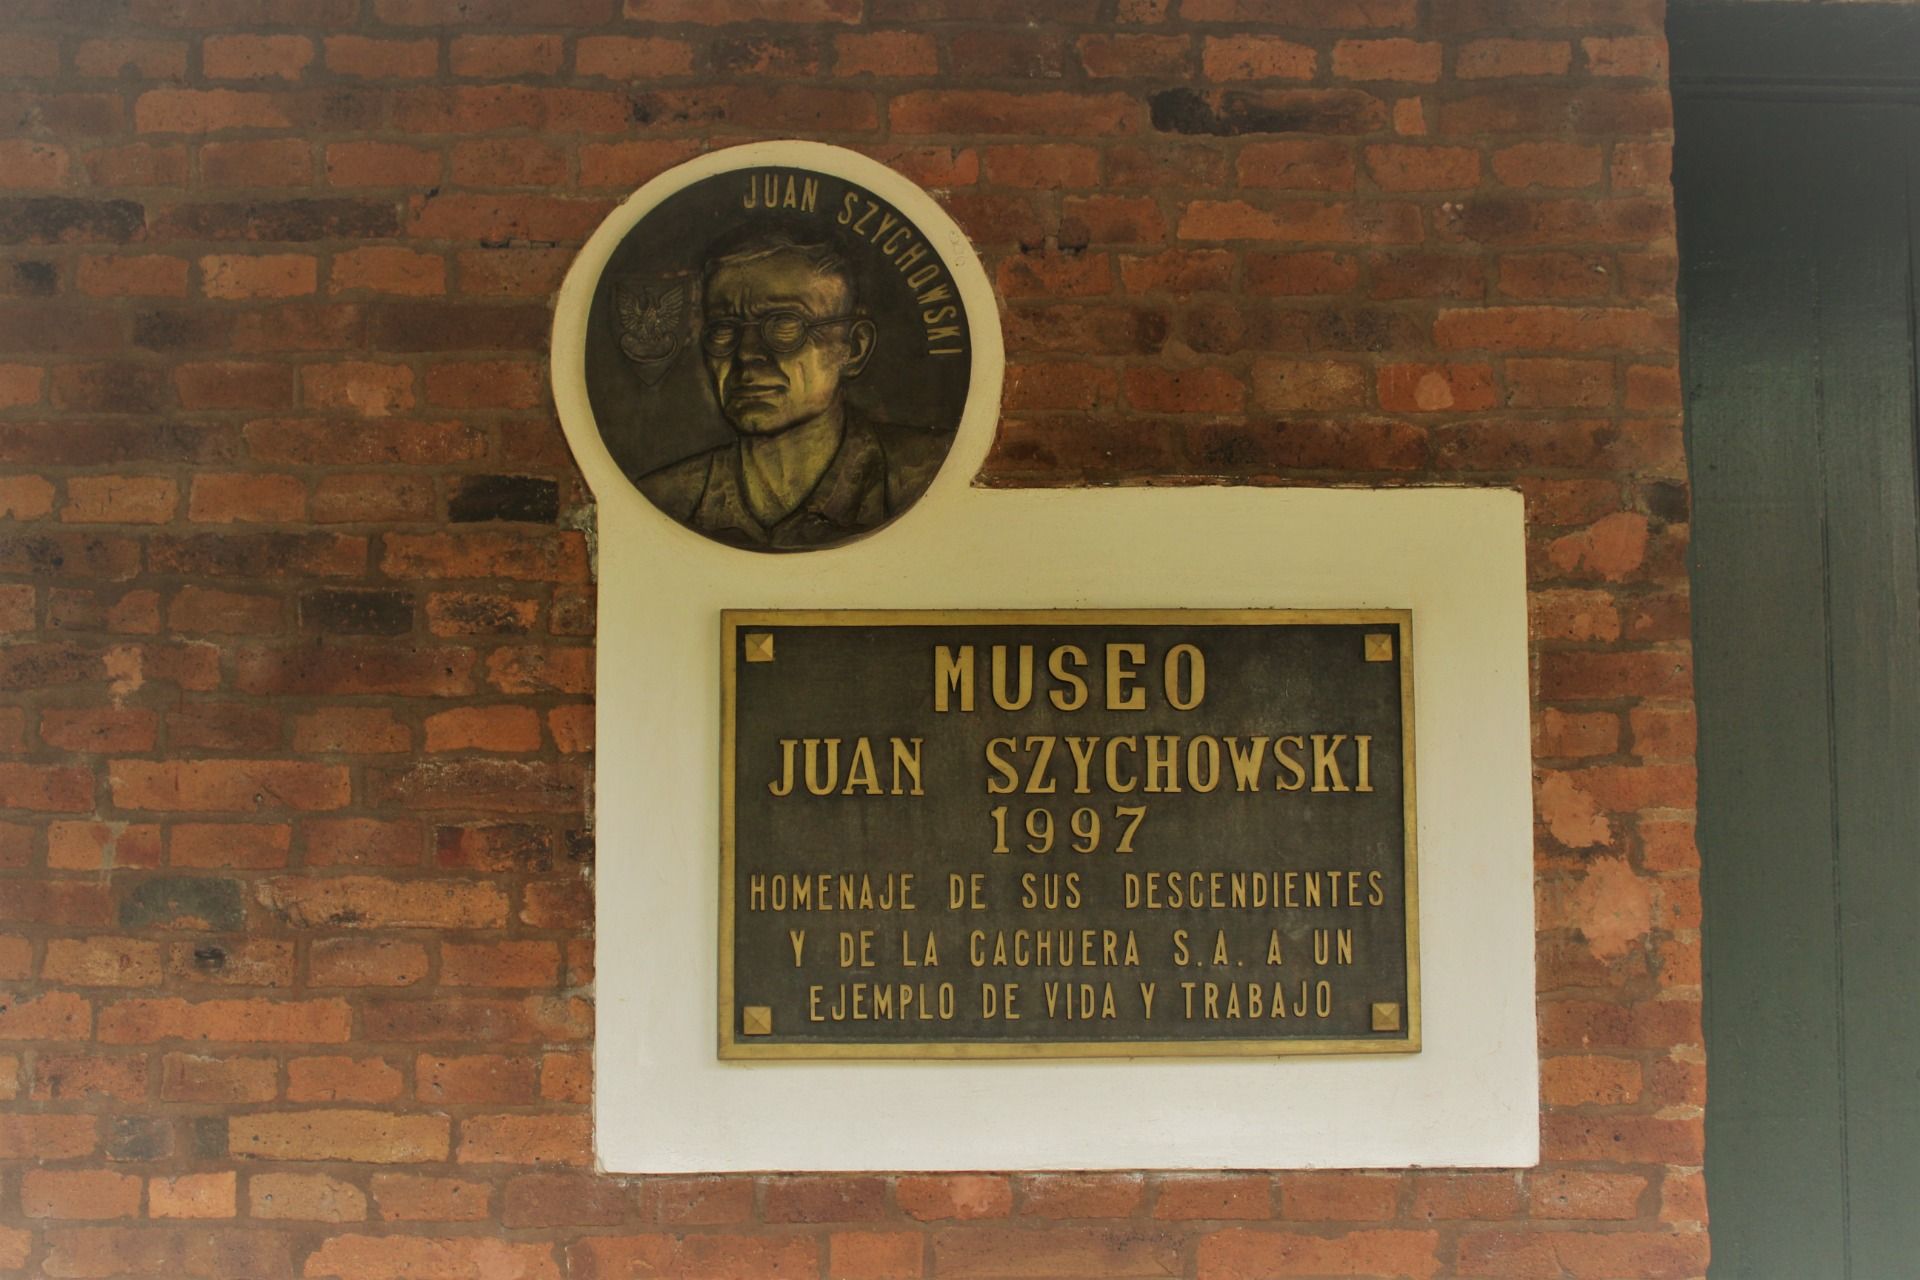 JUAN SZYCHOWSKI
MUSEO
JUAN SZYCHOWSKI
1997
HOMENAJE DE SUS DESCENDIENTES
Y DE LA CACHUERA S.A. A UN
EJEMPLO DE VIDA Y TRABAJO